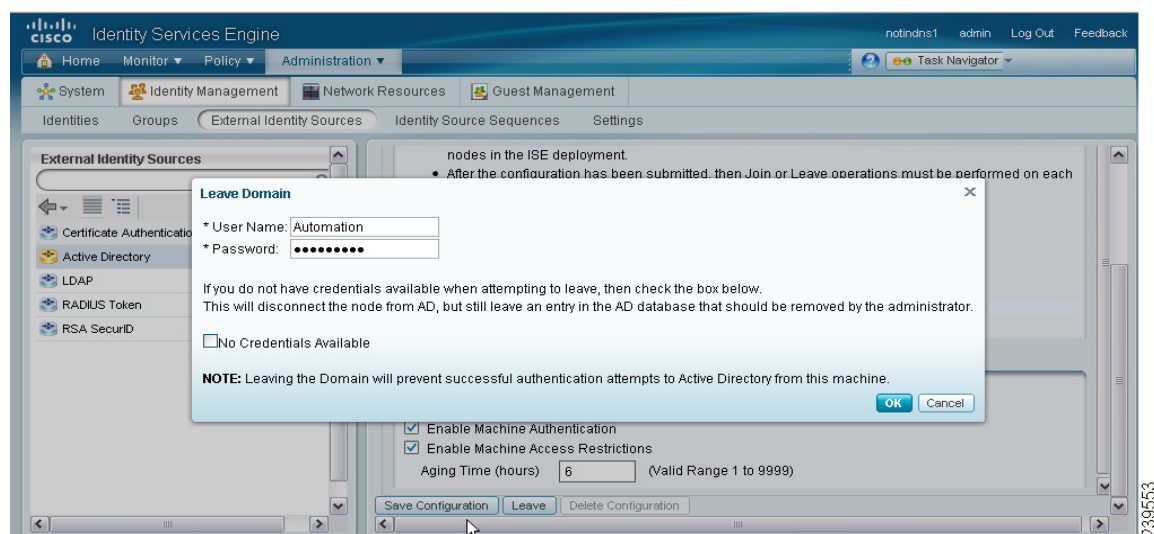 cisco Identity Services Engine
notindns1 admin Log Out Feedback
Home Monitor ▼ Policy ▼ Administration ▼
Task Navigator
System Identity Management Network Resources Guest Management
Identities Groups External Identity Sources Identity Source Sequences Settings
External Identity Sources
Certificate Authenticatio
Active Directory
LDAP
RADIUS Token
RSA SecurID
nodes in the ISE deployment.
• After the configuration has been submitted, then Join or Leave operations must be performed on each
Leave Domain
* User Name: Automation
* Password: •••••••••
If you do not have credentials available when attempting to leave, then check the box below.
This will disconnect the node from AD, but still leave an entry in the AD database that should be removed by the administrator.
No Credentials Available
NOTE: Leaving the Domain will prevent successful authentication attempts to Active Directory from this machine.
OK Cancel
Enable Machine Authentication
Enable Machine Access Restrictions
Aging Time (hours) 6 (Valid Range 1 to 9999)
Save Configuration Leave Delete Configuration
239553